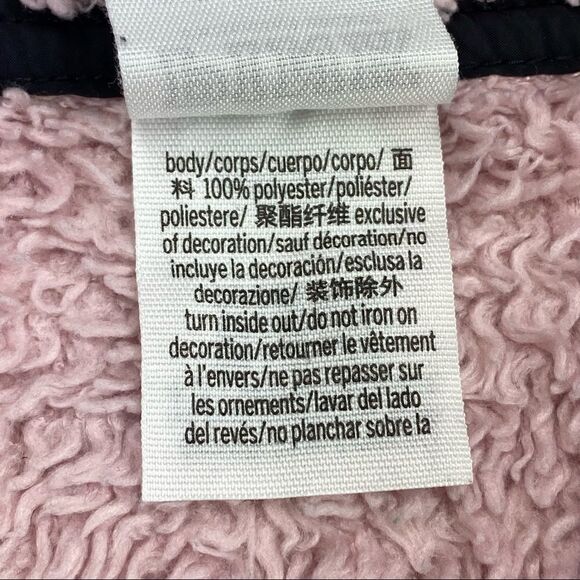 body/corps/cuerpo/corpo/ 面
料 100% polyester/poliéster/
poliestere/ 聚酯纤维 exclusive
of decoration/sauf décoration/no
incluye la decoración/esclusa la
decorazione/ 装饰除外
turn inside out/do not iron on
decoration/retourner le vêtement
à l'envers/ne pas repasser sur
les ornements/lavar del lado
del revés/no planchar sobre la